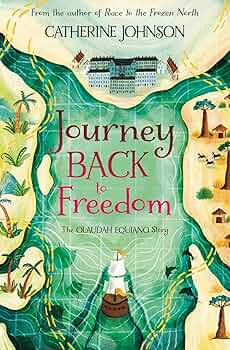 From the author of Race to the Frozen North
CATHERINE JOHNSON
Journey
BACK
to
Freedom
The OLAUDAH EQUIANO Story